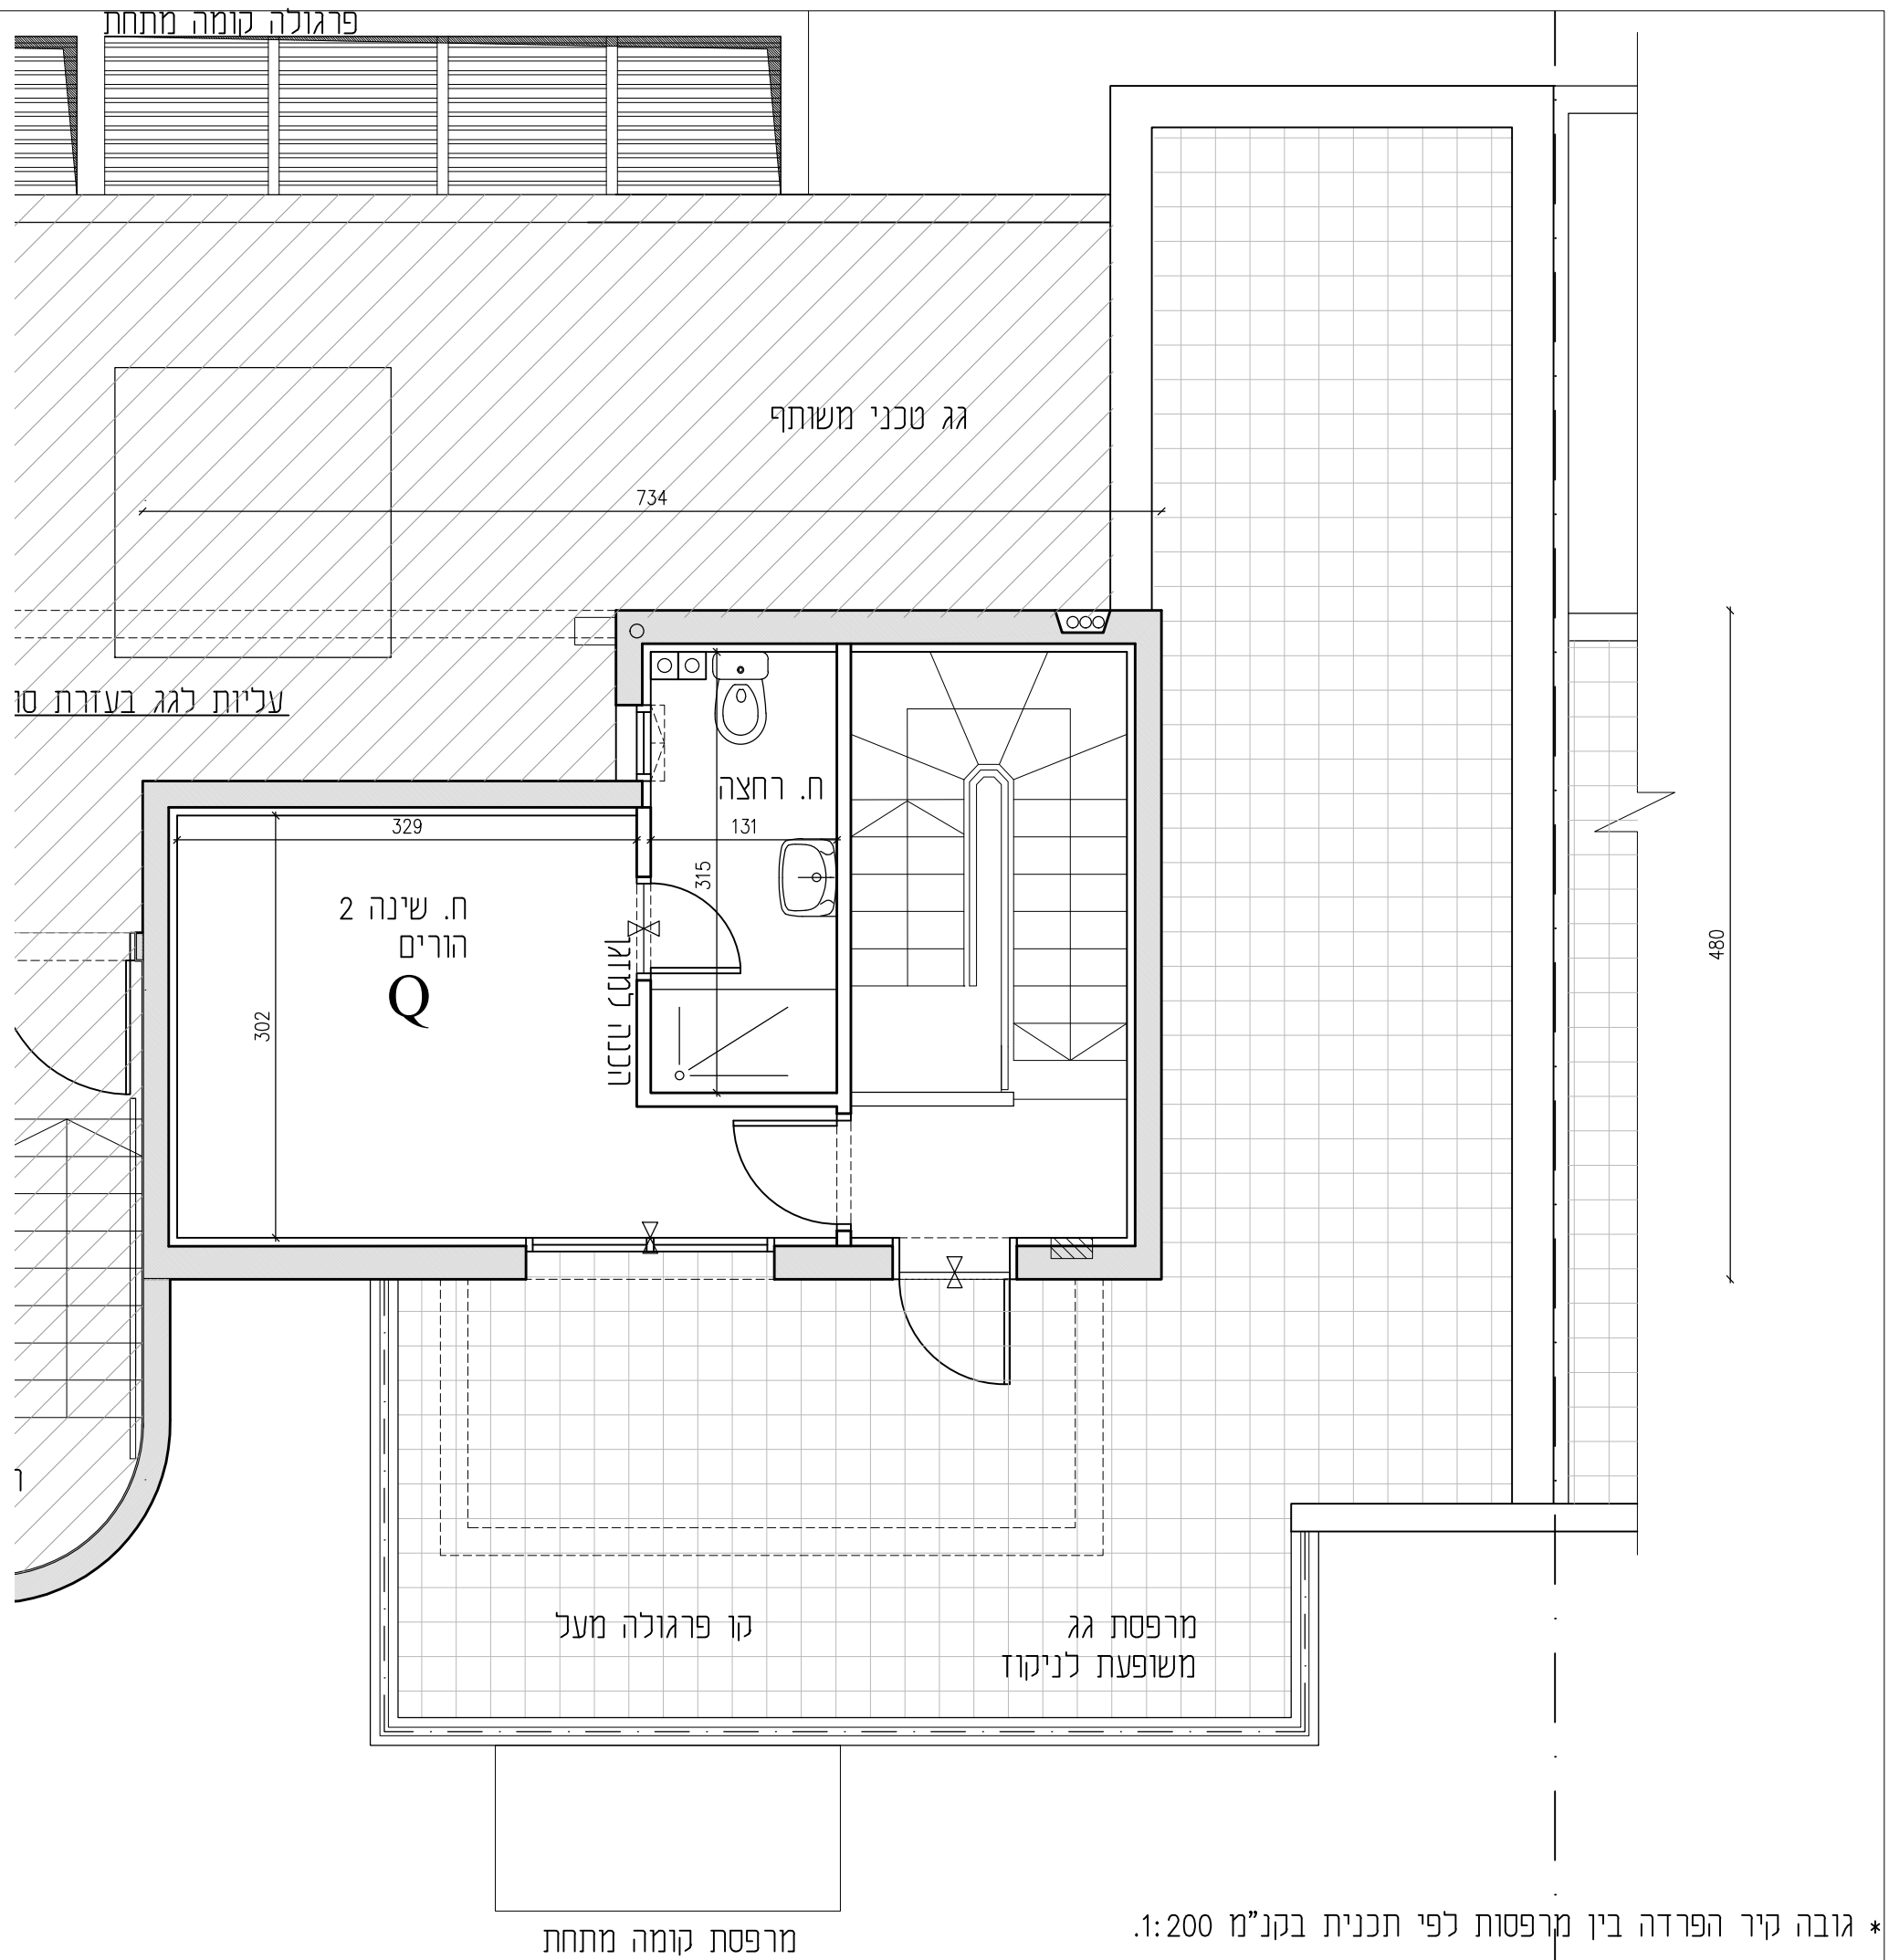 פרגולה קומה מתחת
גג טכני משותף
734
עליות לגג בעזרת סו
ח. רחצה
329
131
315
ח. שינה 2
הורים
Q
הכנה למזגן
302
480
קו פרגולה מעל
מרפסת גג
משופעת לניקוז
מרפסת קומה מתחת
* גובה קיר הפרדה בין מרפסות לפי תכנית בקנ"מ 1:200.